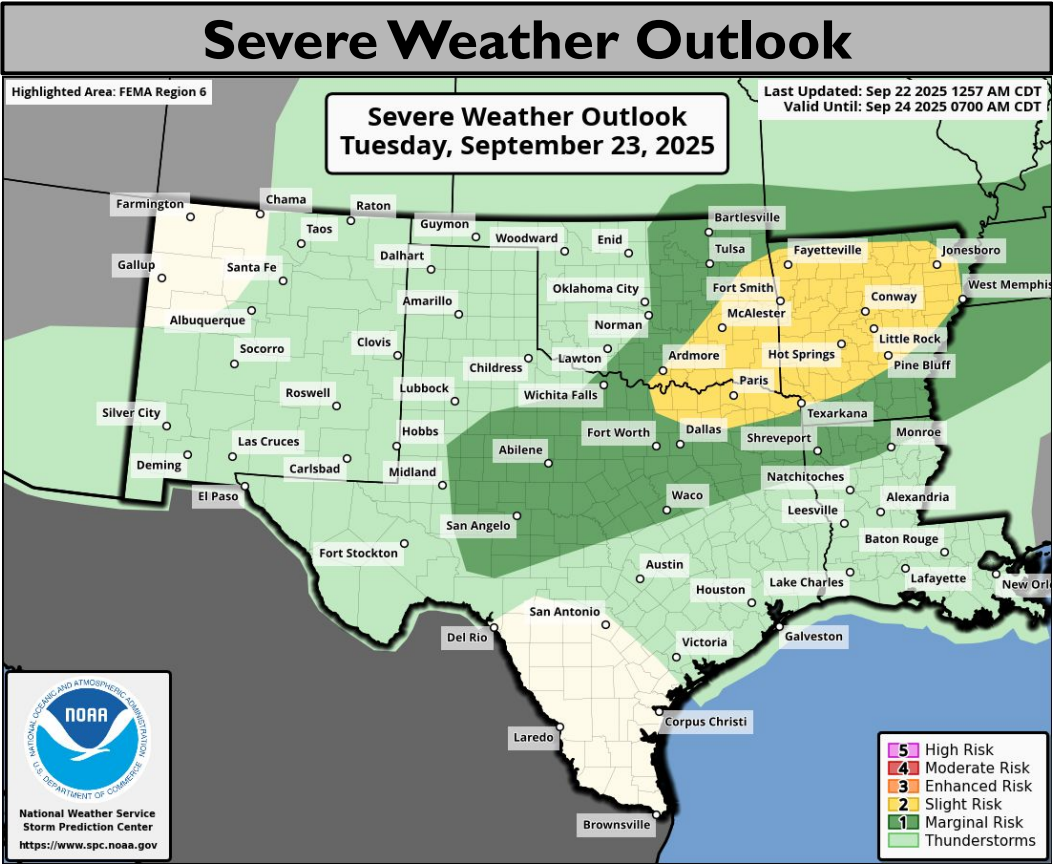 Severe Weather Outlook
Highlighted Area: FEMA Region 6
Last Updated: Sep 22 2025 1257 AM CDT
Valid Until: Sep 24 2025 0700 AM CDT
Severe Weather Outlook
Tuesday, September 23, 2025
Farmington
Chama
Raton
Taos
Guymon
Woodward
Enid
Bartlesville
Tulsa
Fayetteville
Jonesboro
Gallup
Santa Fe
Dalhart
Oklahoma City
Fort Smith
West Memphis
Albuquerque
Amarillo
Norman
McAlester
Conway
Socorro
Clovis
Childress
Lawton
Ardmore
Hot Springs
Little Rock
Pine Bluff
Roswell
Lubbock
Wichita Falls
Paris
Texarkana
Silver City
Las Cruces
Hobbs
Abilene
Fort Worth
Dallas
Shreveport
Monroe
Deming
Carlsbad
Midland
Natchitoches
El Paso
San Angelo
Waco
Leesville
Alexandria
Fort Stockton
Baton Rouge
Austin
Houston
Lake Charles
Lafayette
New Orl
Del Rio
San Antonio
Victoria
Galveston
Laredo
Corpus Christi
Brownsville
NATIONAL OCEANIC AND ATMOSPHERIC ADMINISTRATION
NOAA
U.S. DEPARTMENT OF COMMERCE
National Weather Service
Storm Prediction Center
https://www.spc.noaa.gov
5 High Risk
4 Moderate Risk
3 Enhanced Risk
2 Slight Risk
1 Marginal Risk
Thunderstorms